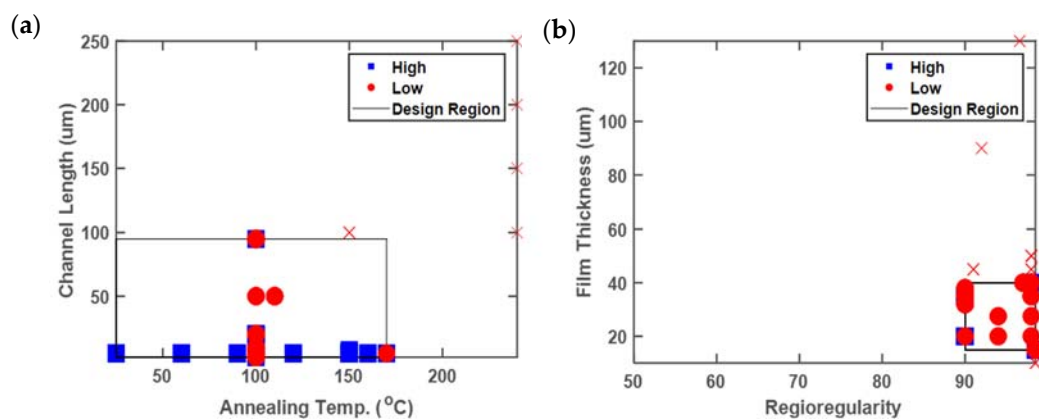 (a)
250
200
150
100
50
Channel Length (um)
High
Low
Design Region
50
100
150
200
Annealing Temp. (°C)
(b)
120
100
80
60
40
20
Film Thickness (um)
High
Low
Design Region
50
60
70
80
90
Regioregularity